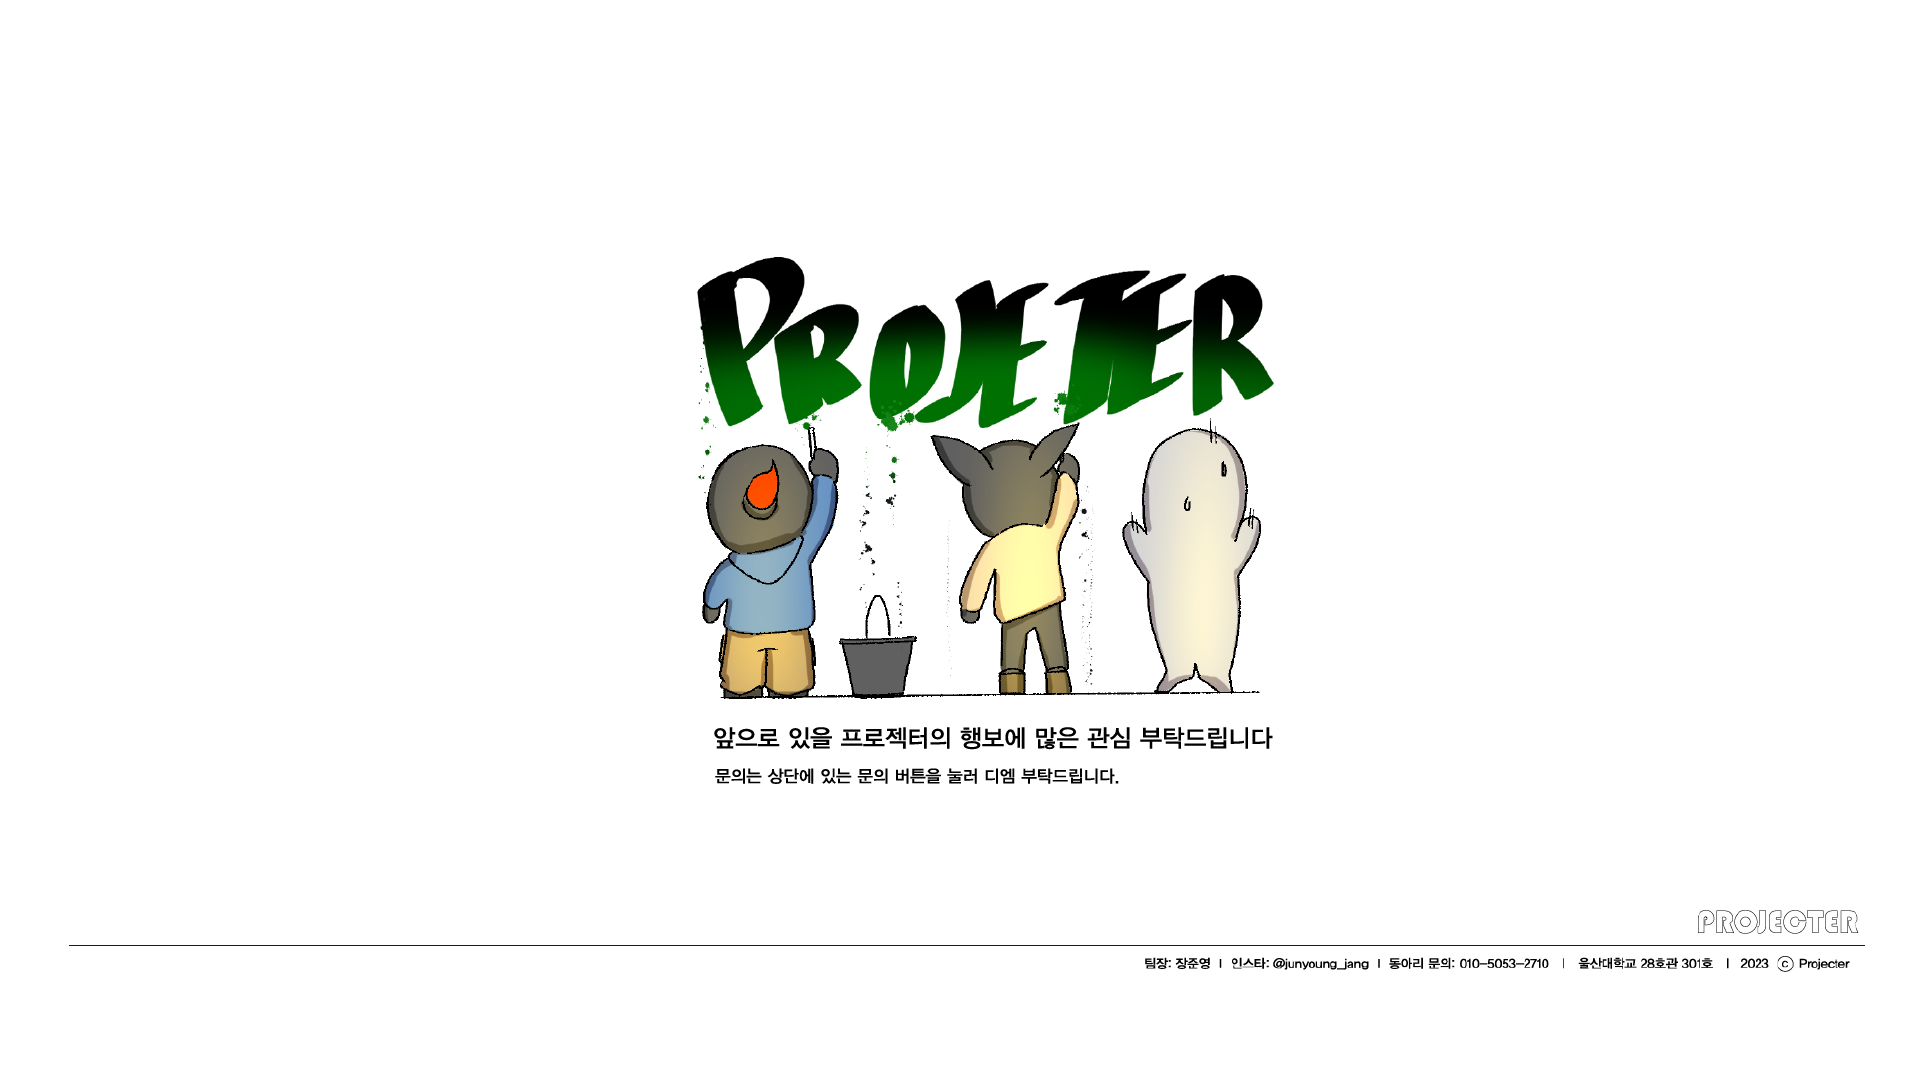 PROJETER
앞으로 있을 프로젝터의 행보에 많은 관심 부탁드립니다
문의는 상단에 있는 문의 버튼을 눌러 디엠 부탁드립니다.
PROJECTER
팀장: 장준영 | 인스타: @junyoung_jang | 동아리 문의: 010-5053-2710 | 울산대학교 28호관 301호 | 2023 ⓒ Projecter